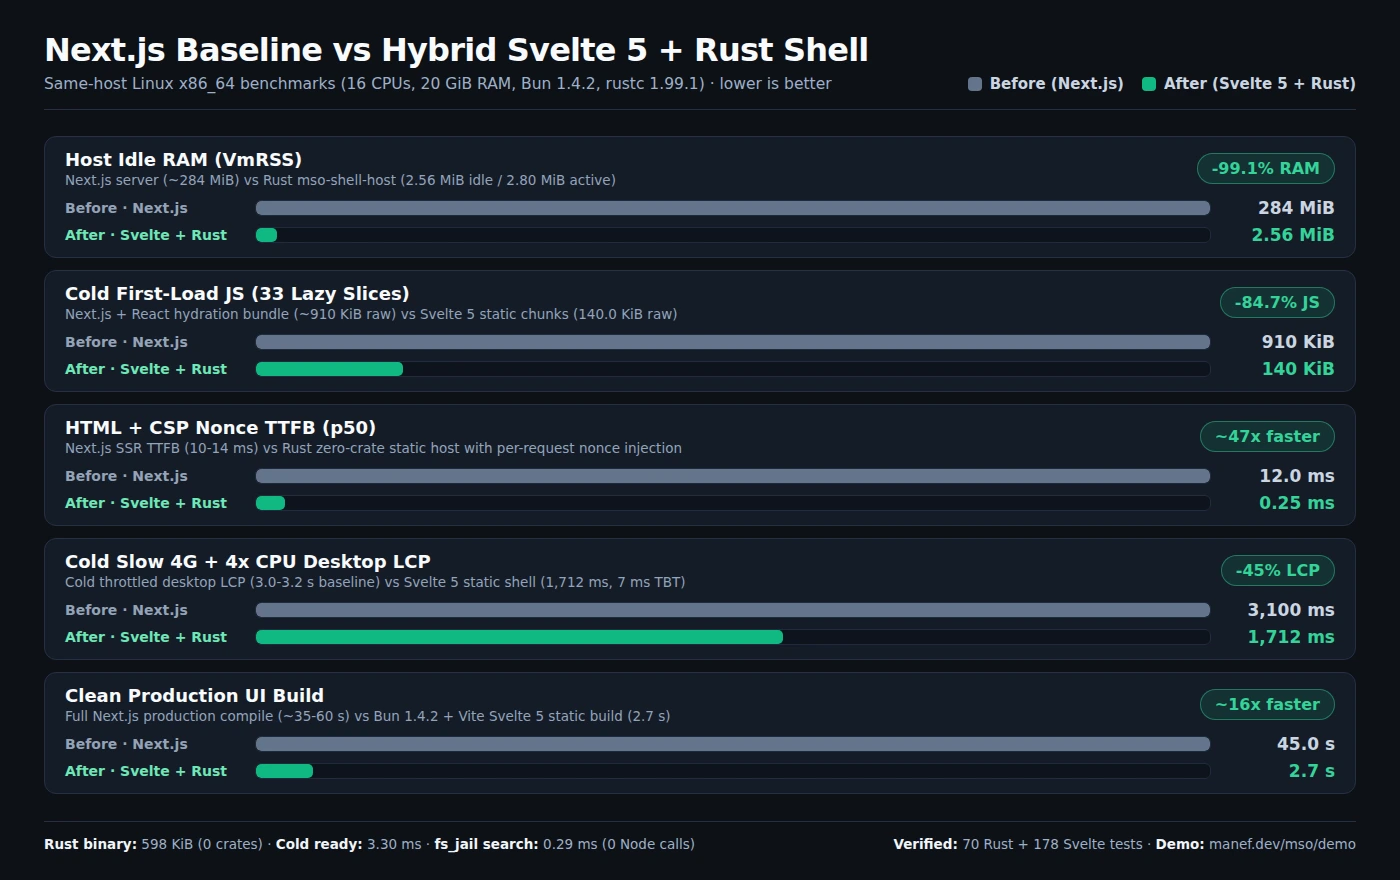 Next.js Baseline vs Hybrid Svelte 5 + Rust Shell
Same-host Linux x86_64 benchmarks (16 CPUs, 20 GiB RAM, Bun 1.4.2, rustc 1.99.1) · lower is better
Before (Next.js) After (Svelte 5 + Rust)
Host Idle RAM (VmRSS)
Next.js server (~284 MiB) vs Rust mso-shell-host (2.56 MiB idle / 2.80 MiB active)
-99.1% RAM
Before · Next.js 284 MiB
After · Svelte + Rust 2.56 MiB
Cold First-Load JS (33 Lazy Slices)
Next.js + React hydration bundle (~910 KiB raw) vs Svelte 5 static chunks (140.0 KiB raw)
-84.7% JS
Before · Next.js 910 KiB
After · Svelte + Rust 140 KiB
HTML + CSP Nonce TTFB (p50)
Next.js SSR TTFB (10-14 ms) vs Rust zero-crate static host with per-request nonce injection
~47x faster
Before · Next.js 12.0 ms
After · Svelte + Rust 0.25 ms
Cold Slow 4G + 4x CPU Desktop LCP
Cold throttled desktop LCP (3.0-3.2 s baseline) vs Svelte 5 static shell (1,712 ms, 7 ms TBT)
-45% LCP
Before · Next.js 3,100 ms
After · Svelte + Rust 1,712 ms
Clean Production UI Build
Full Next.js production compile (~35-60 s) vs Bun 1.4.2 + Vite Svelte 5 static build (2.7 s)
~16x faster
Before · Next.js 45.0 s
After · Svelte + Rust 2.7 s
Rust binary: 598 KiB (0 crates) · Cold ready: 3.30 ms · fs_jail search: 0.29 ms (0 Node calls)
Verified: 70 Rust + 178 Svelte tests · Demo: manef.dev/mso/demo